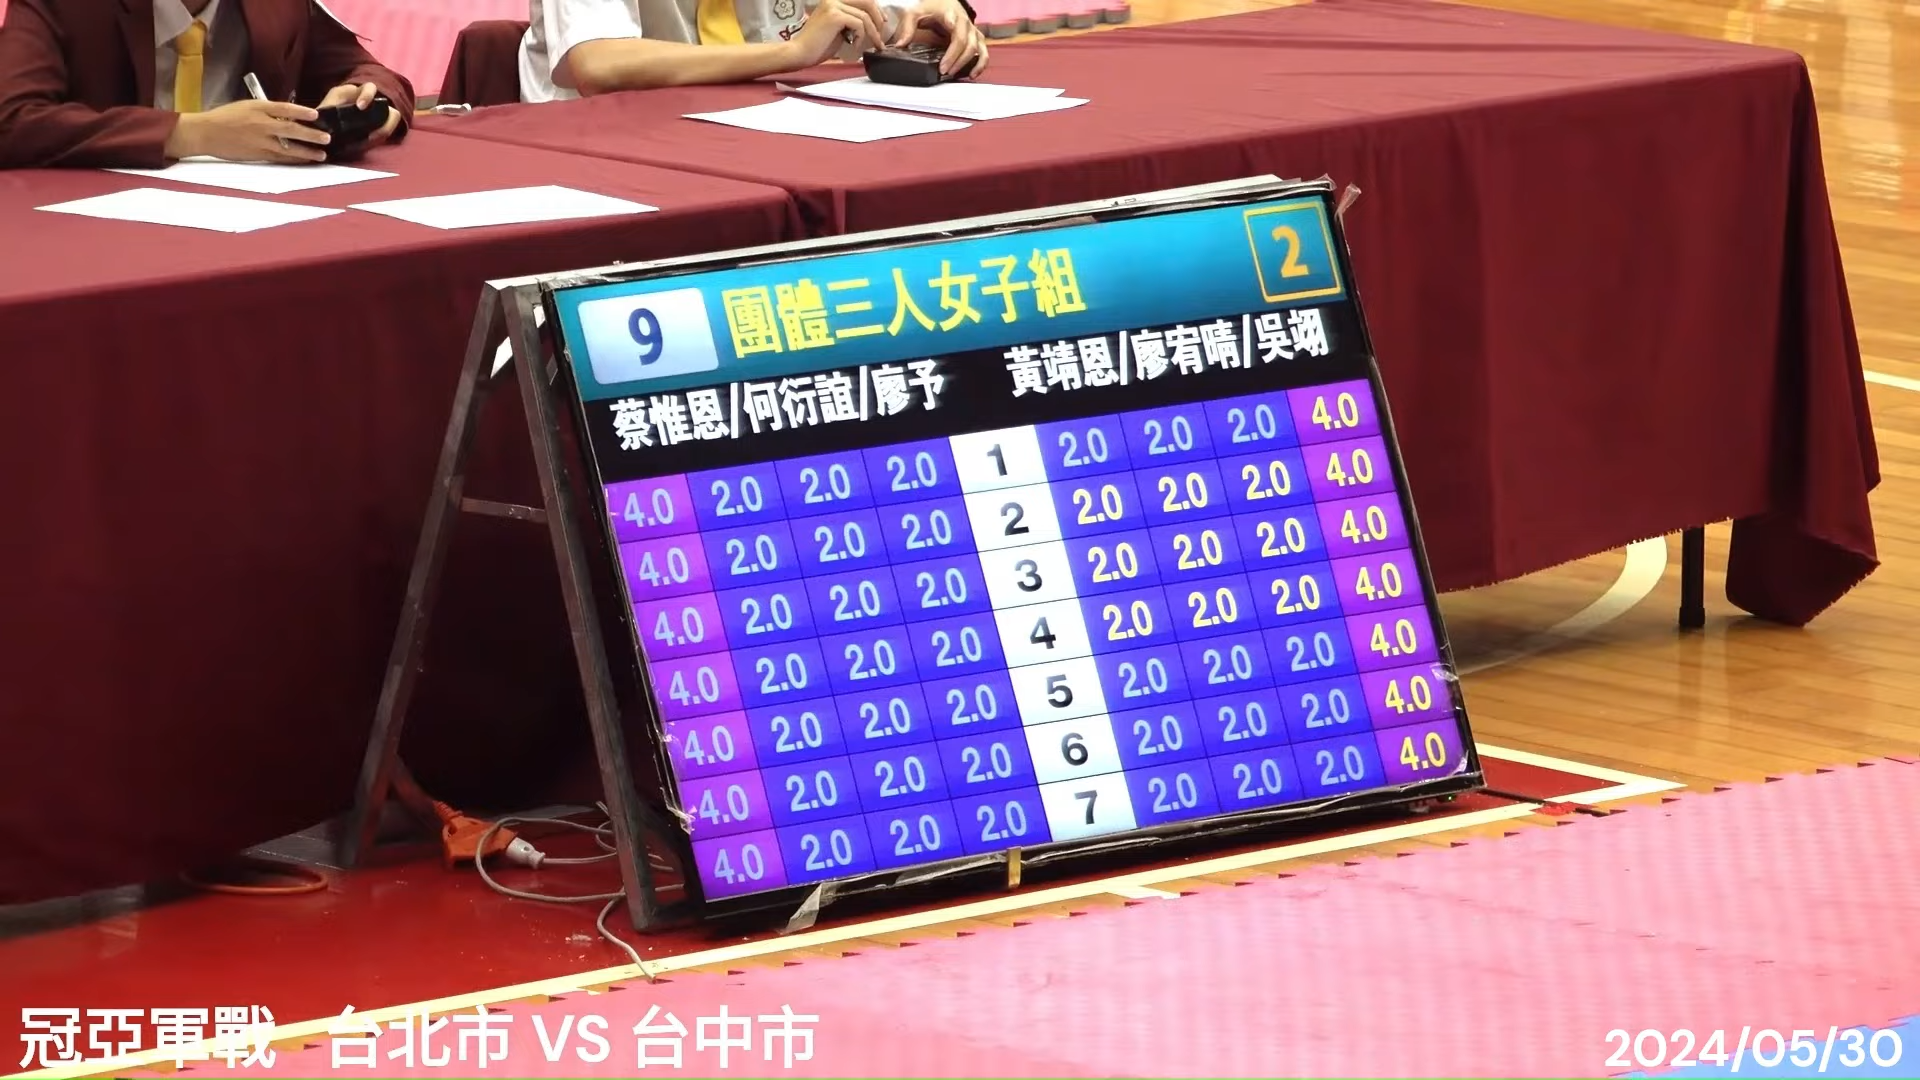 9 團體三人女子組 2
蔡惟恩/何衍誼/廖予 黃靖恩/廖宥晴/吳翊
4.0 2.0 2.0 2.0 1 2.0 2.0 2.0 4.0
4.0 2.0 2.0 2.0 2 2.0 2.0 2.0 4.0
4.0 2.0 2.0 2.0 3 2.0 2.0 2.0 4.0
4.0 2.0 2.0 2.0 4 2.0 2.0 2.0 4.0
4.0 2.0 2.0 2.0 5 2.0 2.0 2.0 4.0
4.0 2.0 2.0 2.0 6 2.0 2.0 2.0 4.0
4.0 2.0 2.0 2.0 7 2.0 2.0 2.0 4.0
冠亞軍戰 台北市 VS 台中市
2024/05/30